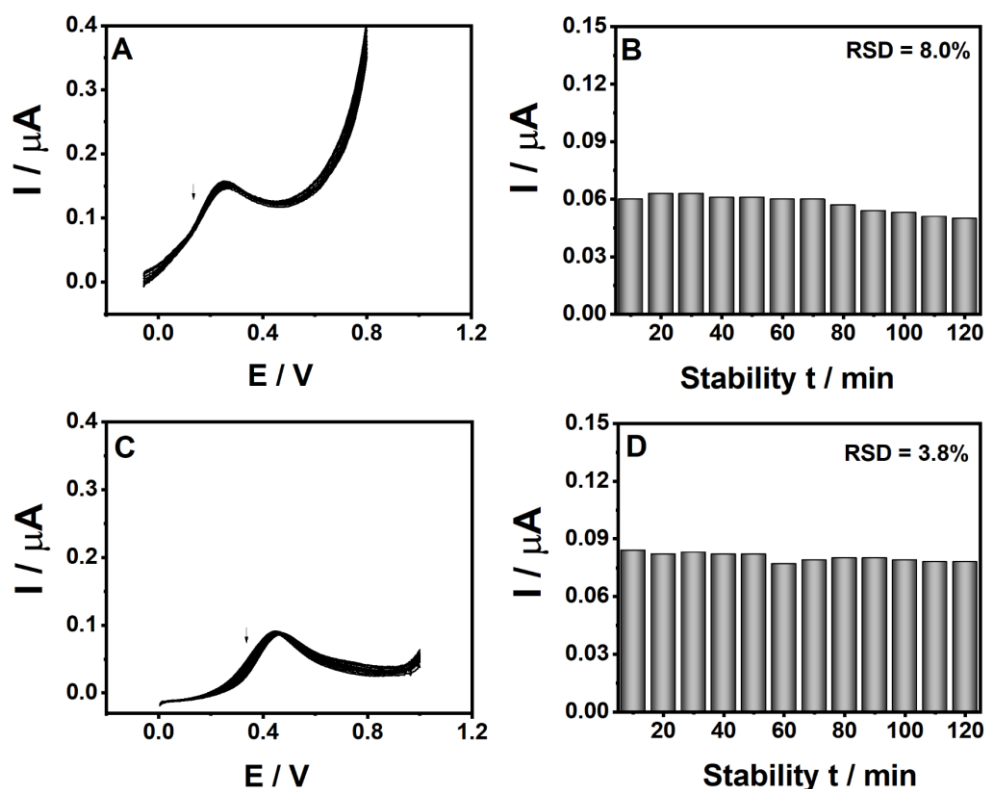 A
I / μA
0.4
0.3
0.2
0.1
0.0
0.0 0.4 0.8 1.2
E / V
B
RSD = 8.0%
I / μA
0.15
0.12
0.09
0.06
0.03
0.00
20 40 60 80 100 120
Stability t / min
C
I / μA
0.4
0.3
0.2
0.1
0.0
0.0 0.4 0.8 1.2
E / V
D
RSD = 3.8%
I / μA
0.15
0.12
0.09
0.06
0.03
0.00
20 40 60 80 100 120
Stability t / min